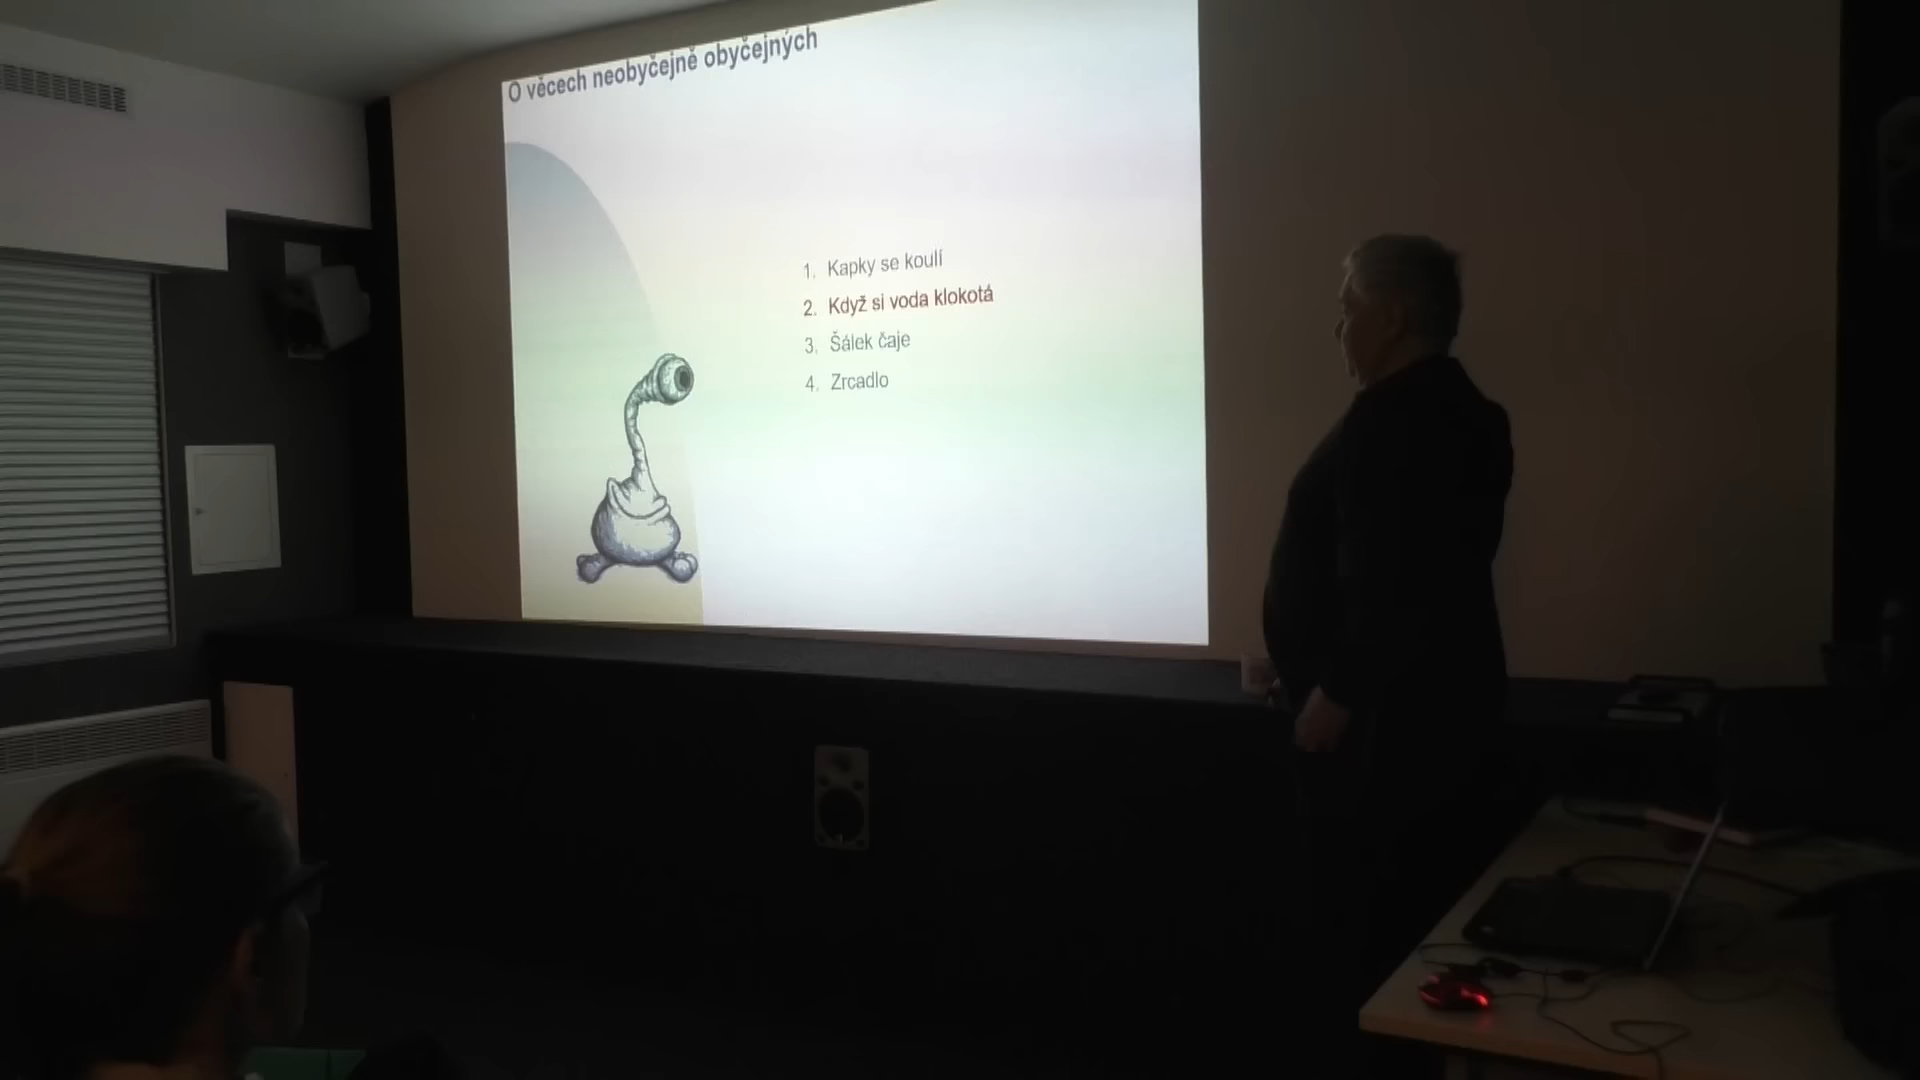 O věcech neobyčejně obyčejných
1. Kapky se koulí
2. Když si voda klokotá
3. Šálek čaje
4. Zrcadlo